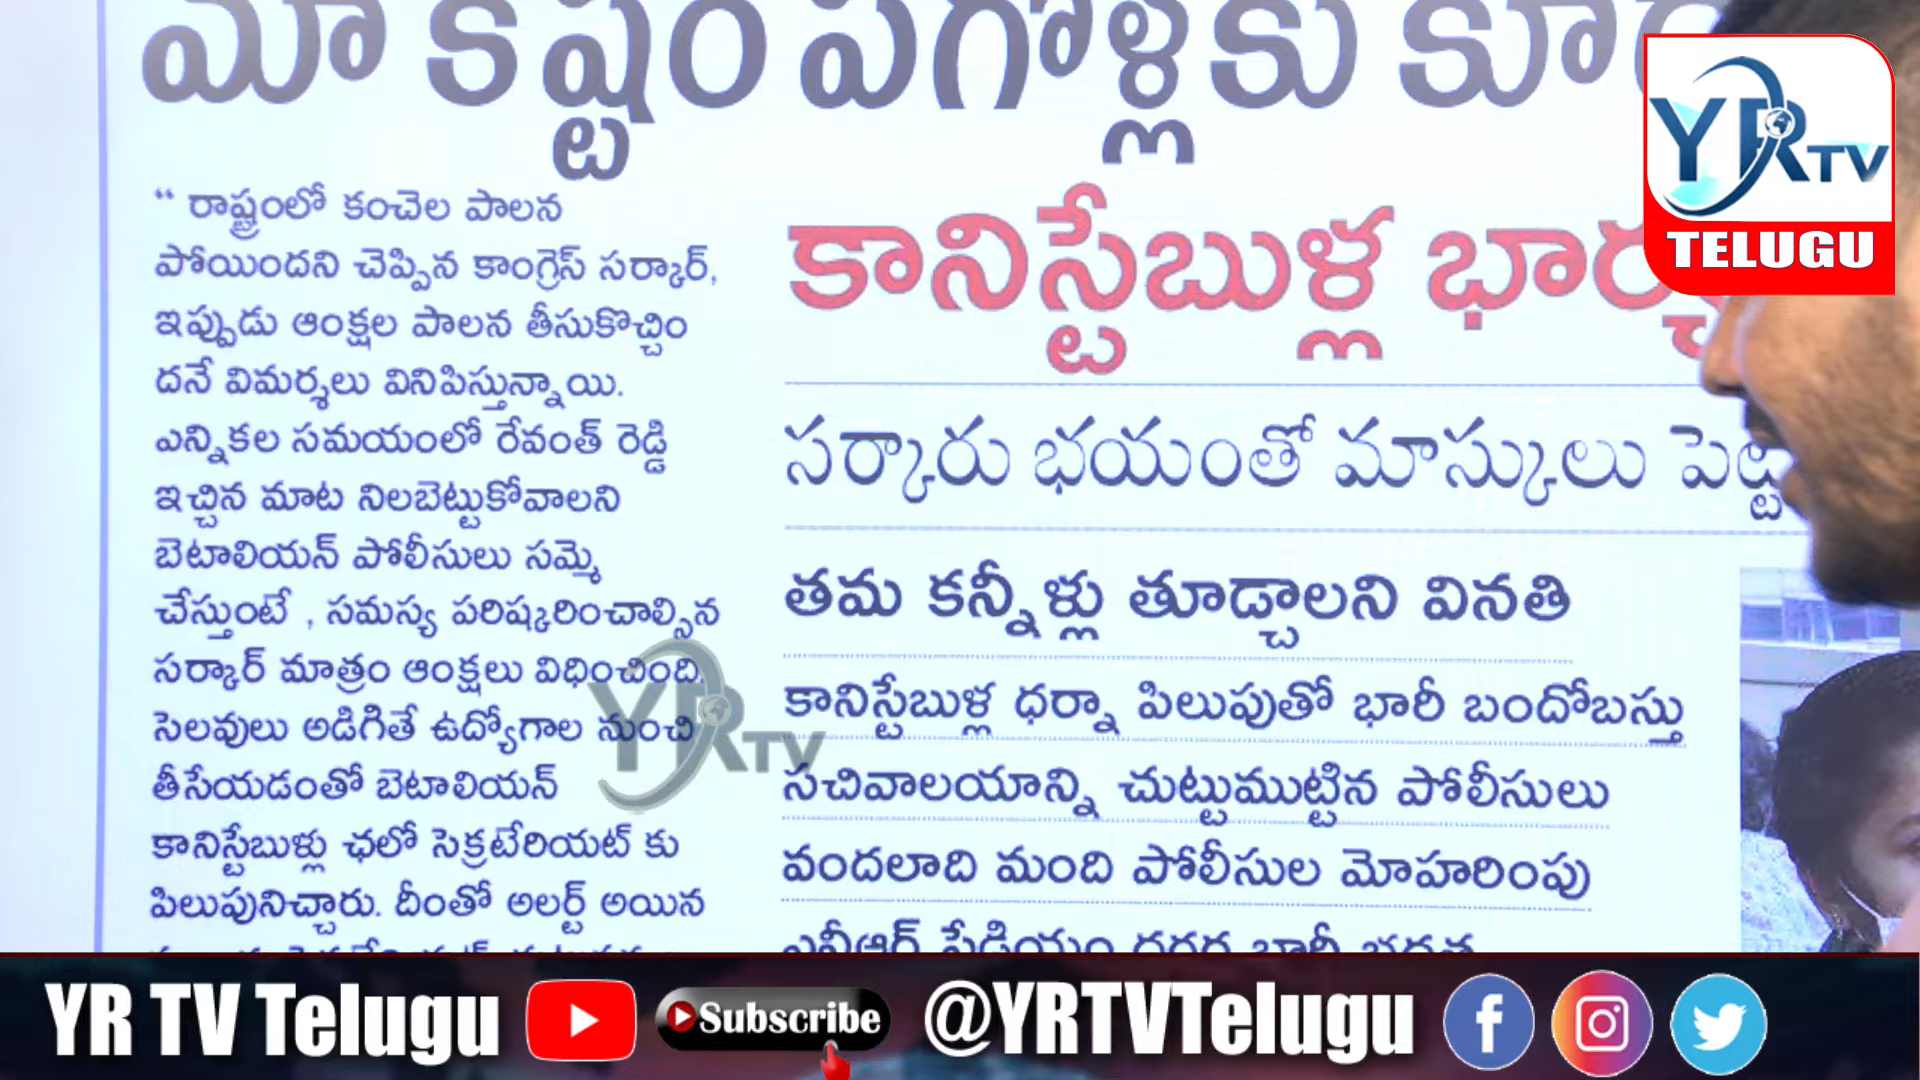 మా కష్టం పగోళ్లకు
“ రాష్ట్రంలో కంచెల పాలన
పోయిందని చెప్పిన కాంగ్రెస్ సర్కార్,
ఇప్పుడు ఆంక్షల పాలన తీసుకొచ్చిం
దనే విమర్శలు వినిపిస్తున్నాయి.
ఎన్నికల సమయంలో రేవంత్ రెడ్డి
ఇచ్చిన మాట నిలబెట్టుకోవాలని
బెటాలియన్ పోలీసులు సమ్మె
చేస్తుంటే , సమస్య పరిష్కరించాల్సిన
సర్కార్ మాత్రం ఆంక్షలు విధించింది.
సెలవులు అడిగితే ఉద్యోగాల నుంచి
తీసేయడంతో బెటాలియన్
కానిస్టేబుళ్లు ఛలో సెక్రటేరియట్ కు
పిలుపునిచ్చారు. దీంతో అలర్ట్ అయిన
కానిస్టేబుళ్ల
సర్కారు భయంతో మాస్కులు
తమ కన్నీళ్లు తూడ్చాలని వినతి
కానిస్టేబుళ్ల ధర్నా పిలుపుతో భారీ బందోబస్తు
సచివాలయాన్ని చుట్టుముట్టిన పోలీసులు
వందలాది మంది పోలీసుల మోహరింపు
YR TV
TELUGU
YR TV
YR TV Telugu
Subscribe
@YRTVTelugu